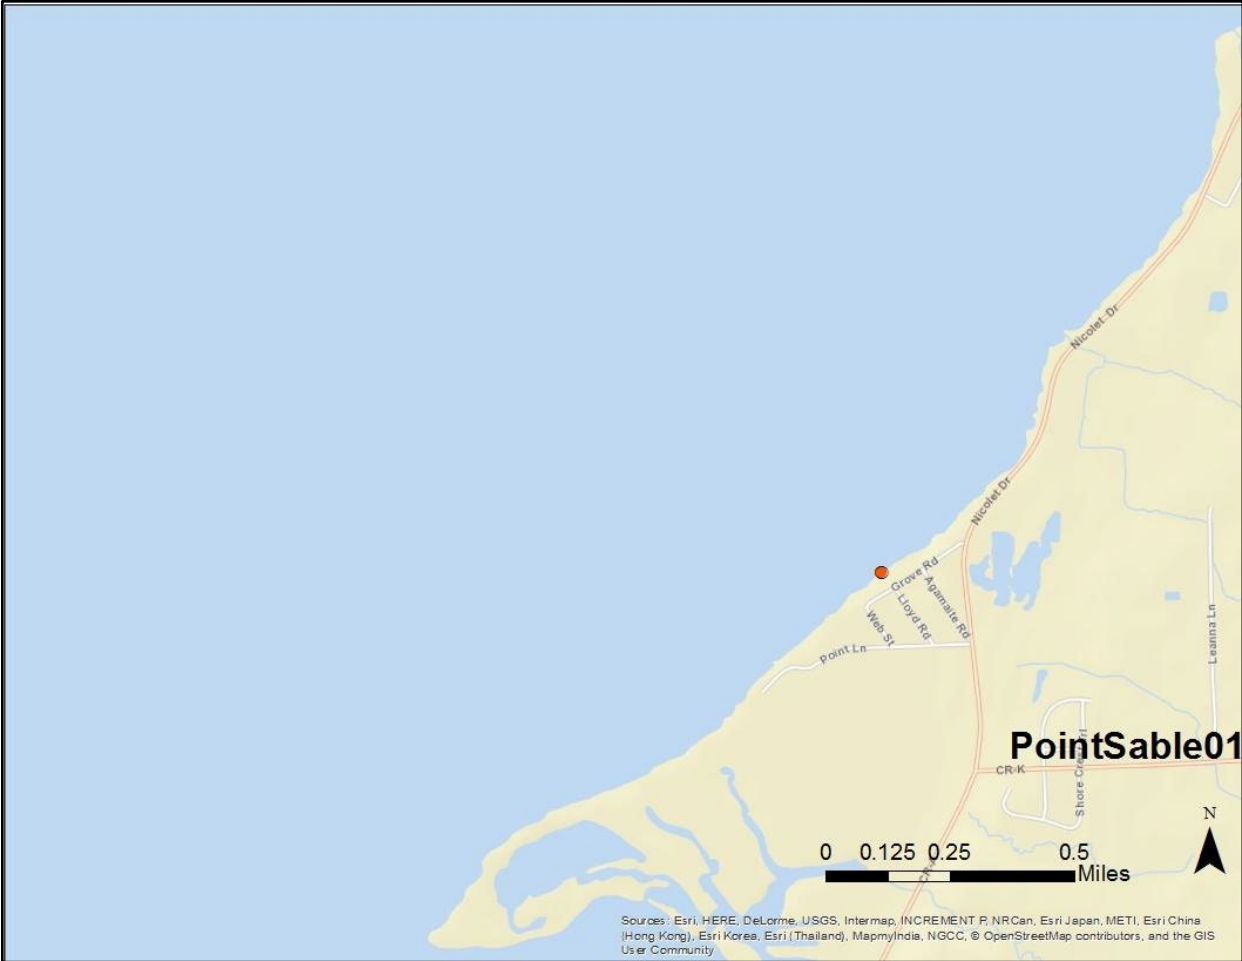 Nicolet Dr
Nicolet Dr
Grove Rd
Agamaite Rd
Lloyd Rd
Web St
Point Ln
Leanna Ln
PointSable01
CR-K
Shore Crest Trl
N
0 0.125 0.25 0.5
Miles
Sources: Esri, HERE, DeLorme, USGS, Intermap, INCREMENT P, NRCan, Esri Japan, METI, Esri China
(Hong Kong), Esri Korea, Esri (Thailand), MapmyIndia, NGCC, © OpenStreetMap contributors, and the GIS
User Community